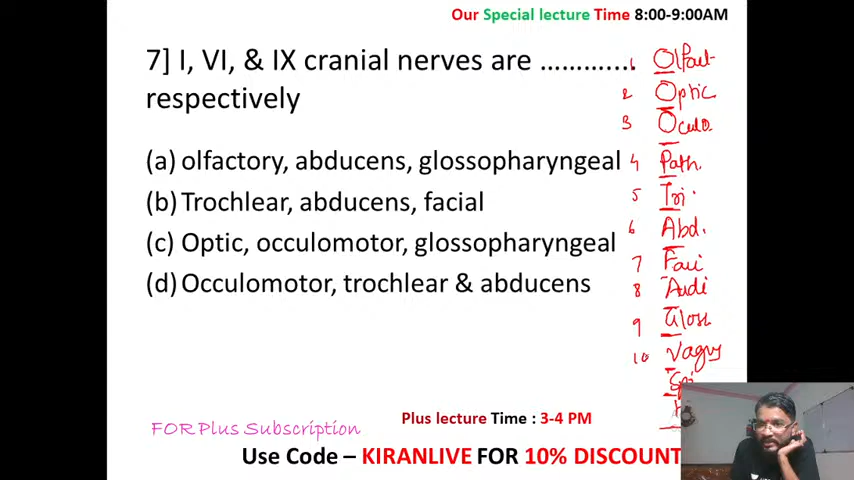 Our Special lecture Time 8:00-9:00AM
7] I, VI, & IX cranial nerves are ............
respectively
(a) olfactory, abducens, glossopharyngeal
(b) Trochlear, abducens, facial
(c) Optic, occulomotor, glossopharyngeal
(d) Occulomotor, trochlear & abducens
1 Olfact
2 Optic
3 Oculo
4 Path.
5 Tri.
6 Abd.
7 Faci
8 Audi
9 Gloss
10 Vagus
Spi
Plus lecture Time : 3-4 PM
FOR Plus Subscription
Use Code – KIRANLIVE FOR 10% DISCOUNT